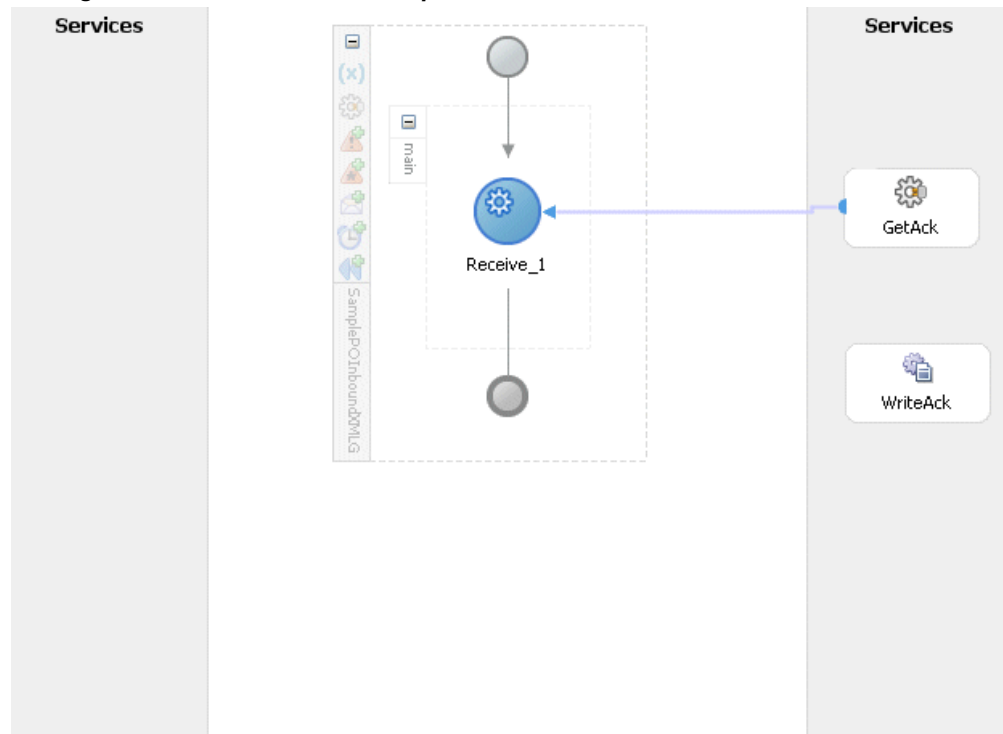 Services
Services
(x)
main
GetAck
Receive_1
SamplePOInboundXMLG
WriteAck